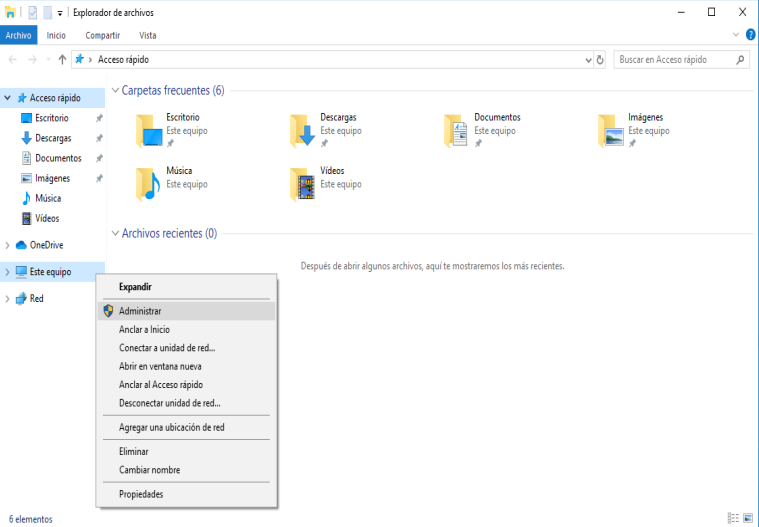 Explorador de archivos
Archivo Inicio Compartir Vista
Acceso rápido
Buscar en Acceso rápido
Acceso rápido
Escritorio
Descargas
Documentos
Imágenes
Música
Vídeos
OneDrive
Este equipo
Red
Carpetas frecuentes (6)
Escritorio
Este equipo
Descargas
Este equipo
Documentos
Este equipo
Imágenes
Este equipo
Música
Este equipo
Vídeos
Este equipo
Archivos recientes (0)
Después de abrir algunos archivos, aquí te mostraremos los más recientes.
Expandir
Administrar
Anclar a Inicio
Conectar a unidad de red...
Abrir en ventana nueva
Anclar al Acceso rápido
Desconectar unidad de red...
Agregar una ubicación de red
Eliminar
Cambiar nombre
Propiedades
6 elementos